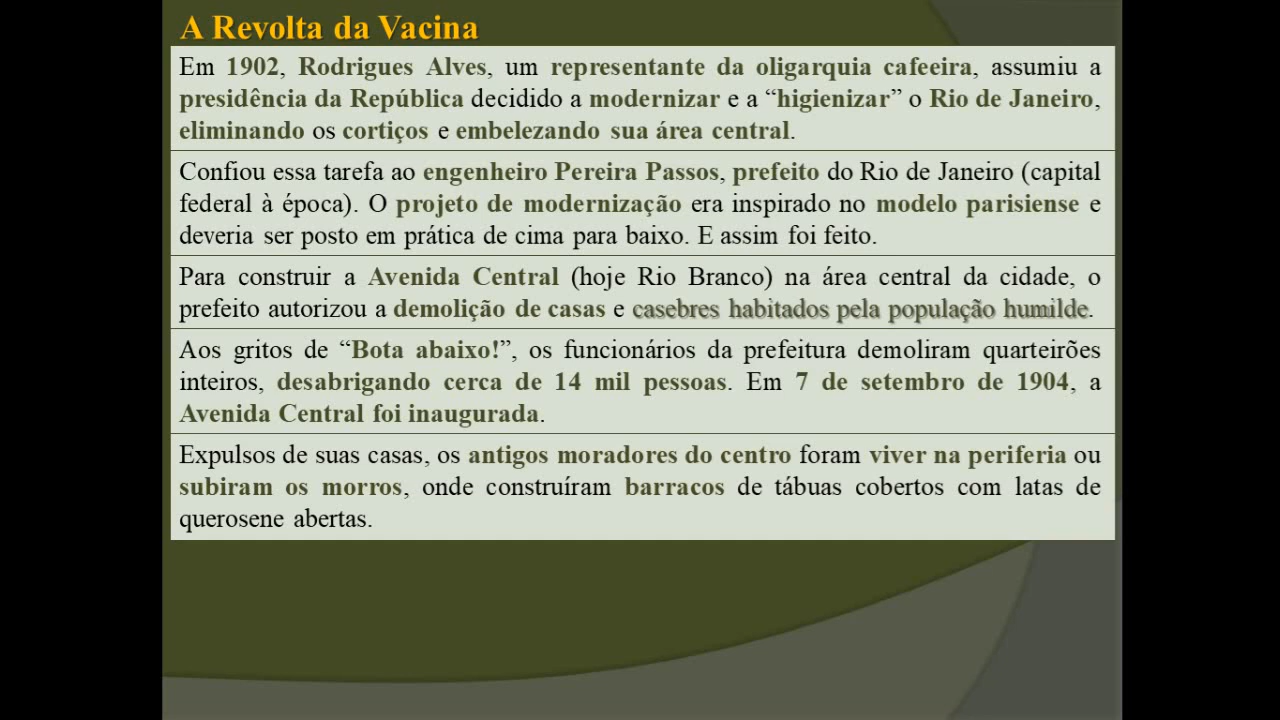 A Revolta da Vacina
Em 1902, Rodrigues Alves, um representante da oligarquia cafeeira, assumiu a
presidência da República decidido a modernizar e a “higienizar” o Rio de Janeiro,
eliminando os cortiços e embelezando sua área central.
Confiou essa tarefa ao engenheiro Pereira Passos, prefeito do Rio de Janeiro (capital
federal à época). O projeto de modernização era inspirado no modelo parisiense e
deveria ser posto em prática de cima para baixo. E assim foi feito.
Para construir a Avenida Central (hoje Rio Branco) na área central da cidade, o
prefeito autorizou a demolição de casas e casebres habitados pela população humilde.
Aos gritos de “Bota abaixo!”, os funcionários da prefeitura demoliram quarteirões
inteiros, desabrigando cerca de 14 mil pessoas. Em 7 de setembro de 1904, a
Avenida Central foi inaugurada.
Expulsos de suas casas, os antigos moradores do centro foram viver na periferia ou
subiram os morros, onde construíram barracos de tábuas cobertos com latas de
querosene abertas.